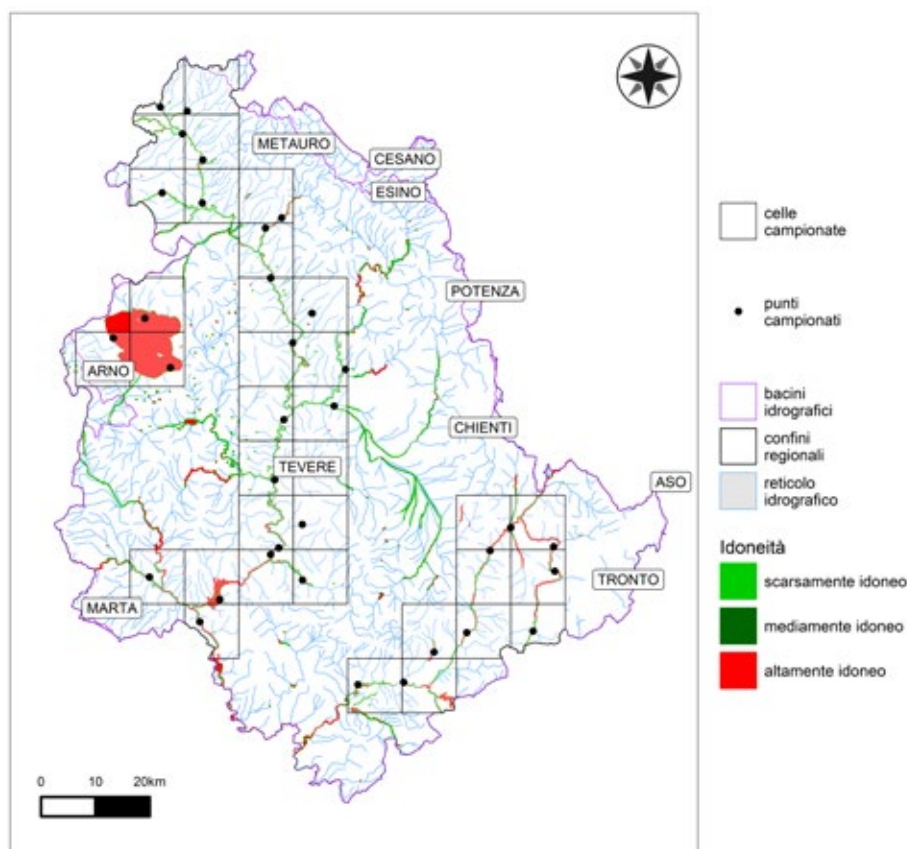 METAURO
CESANO
ESINO
POTENZA
ARNO
CHIENTI
TEVERE
ASO
TRONTO
MARTA
0 10 20km
celle
campionate
punti
campionati
bacini
idrografici
confini
regionali
reticolo
idrografico
Idoneità
scarsamente idoneo
mediamente idoneo
altamente idoneo